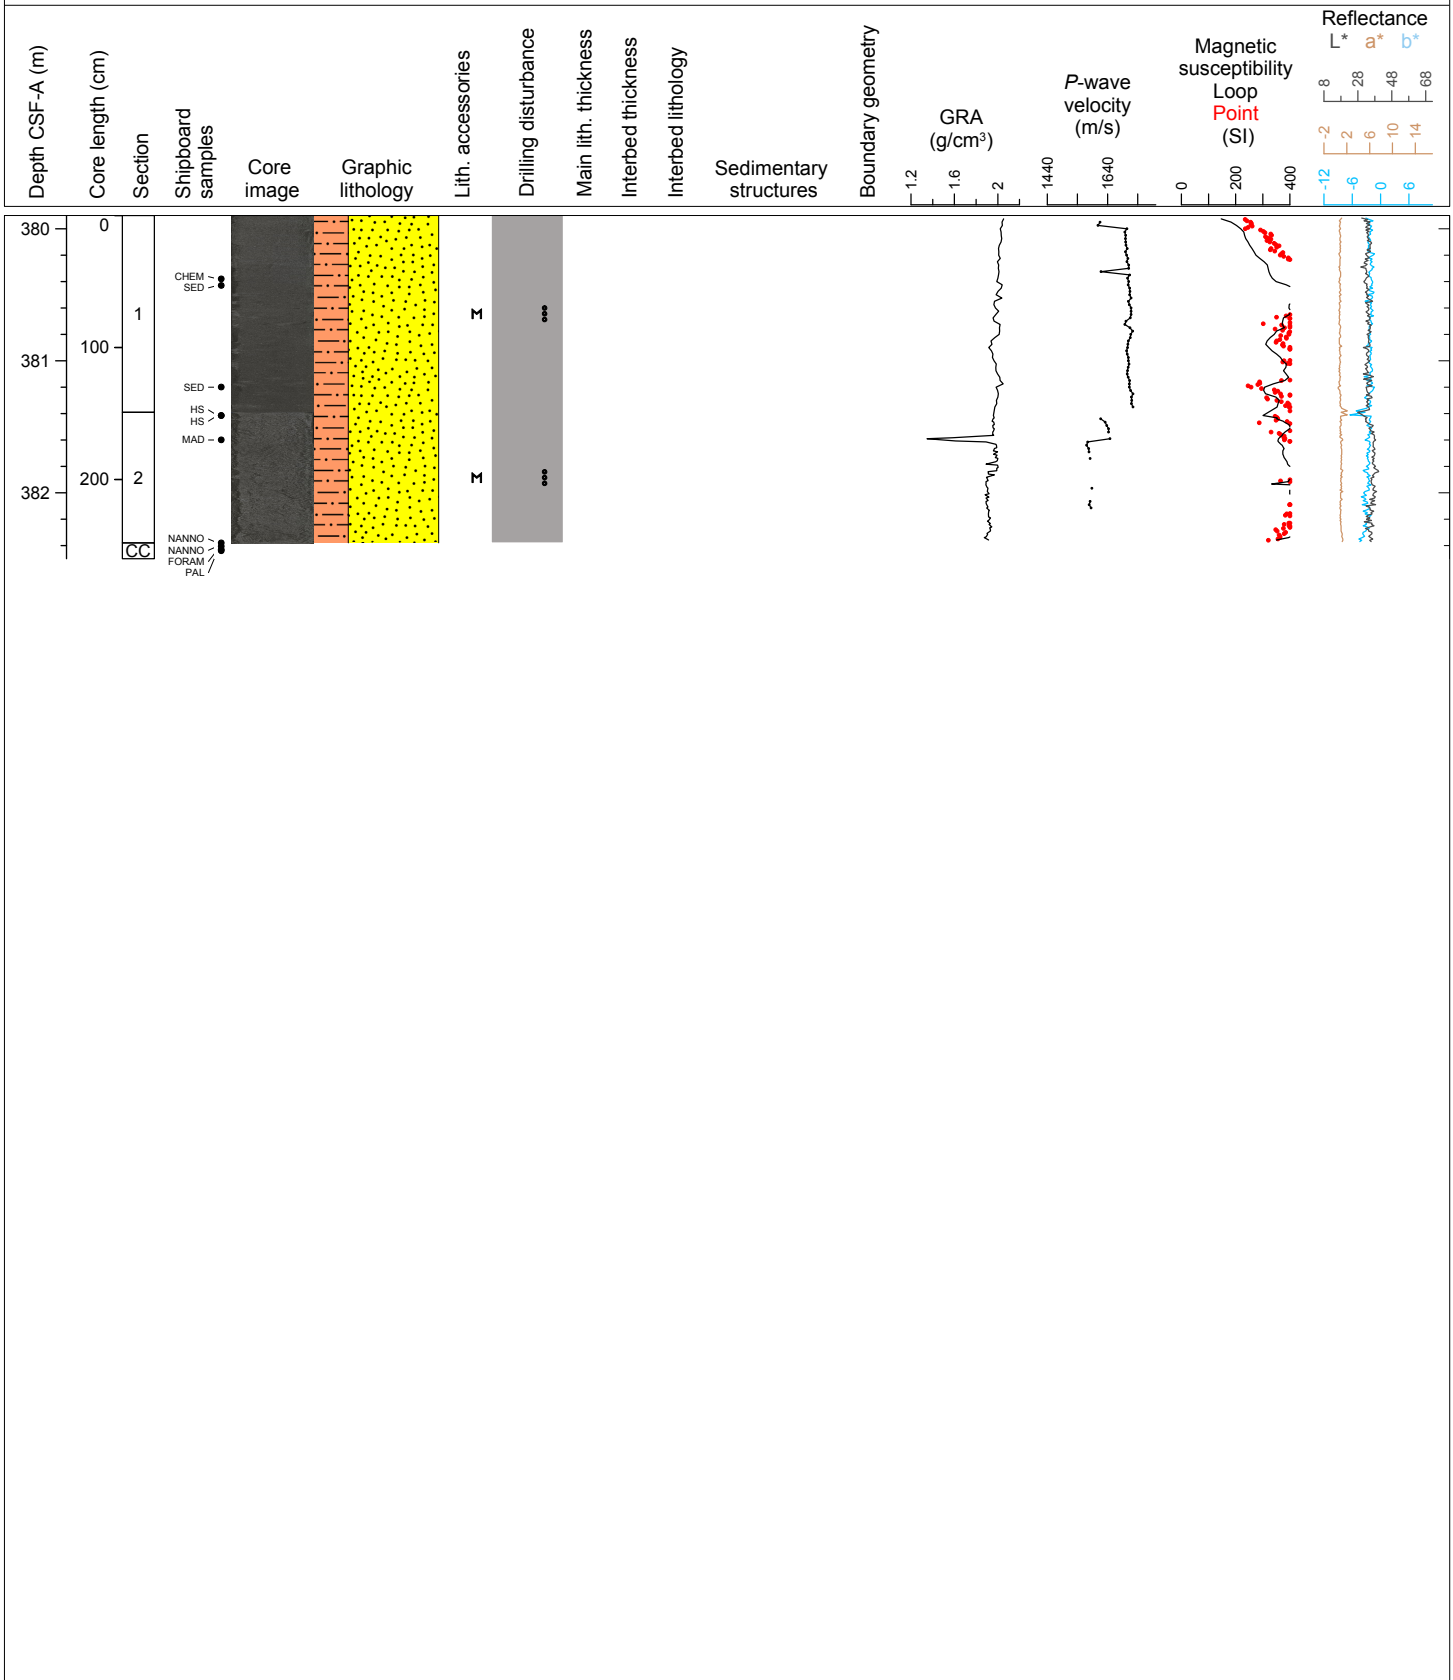 Depth CSF-A (m)
Core length (cm)
Section
Shipboard
samples
Core
image
Graphic
lithology
Lith. accessories
Drilling disturbance
Main lith. thickness
Interbed thickness
Interbed lithology
Sedimentary
structures
Boundary geometry
GRA
(g/cm³)
1.2
1.6
2
P-wave
velocity
(m/s)
1440
1640
Magnetic
susceptibility
Loop
Point
(SI)
0
200
400
Reflectance
L* a* b*
8 28 48 68
-2 2 6 10 14
-12 -6 0 6
380
381
382
0
100
200
1
2
CC
CHEM
SED
SED
HS
HS
MAD
NANNO
NANNO
FORAM
PAL
M
M